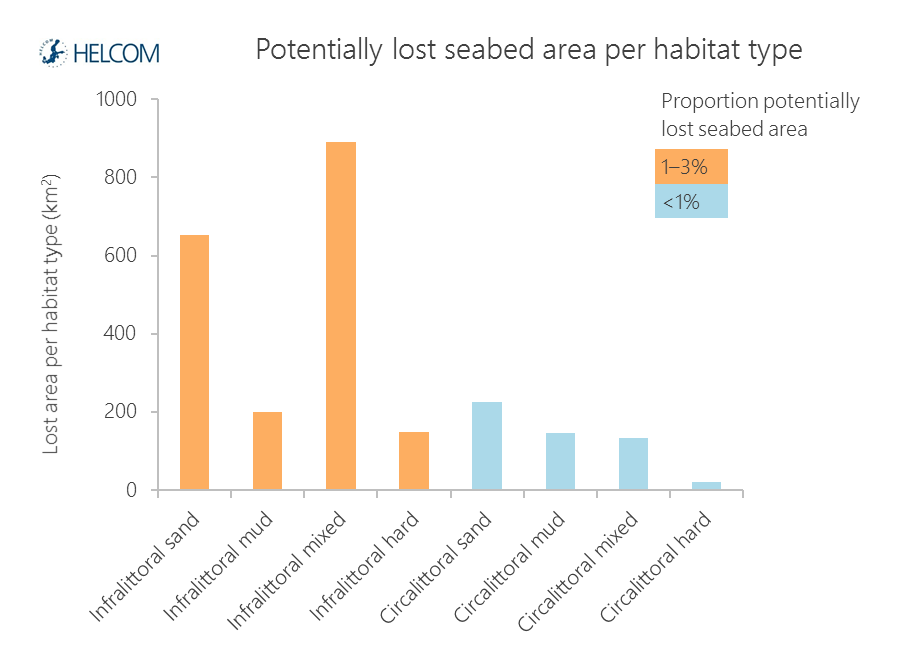 HELCOM
Potentially lost seabed area per habitat type
Proportion potentially
lost seabed area
1–3%
<1%
Lost area per habitat type (km²)
1000
800
600
400
200
0
Infralittoral sand
Infralittoral mud
Infralittoral mixed
Infralittoral hard
Circalittoral sand
Circalittoral mud
Circalittoral mixed
Circalittoral hard